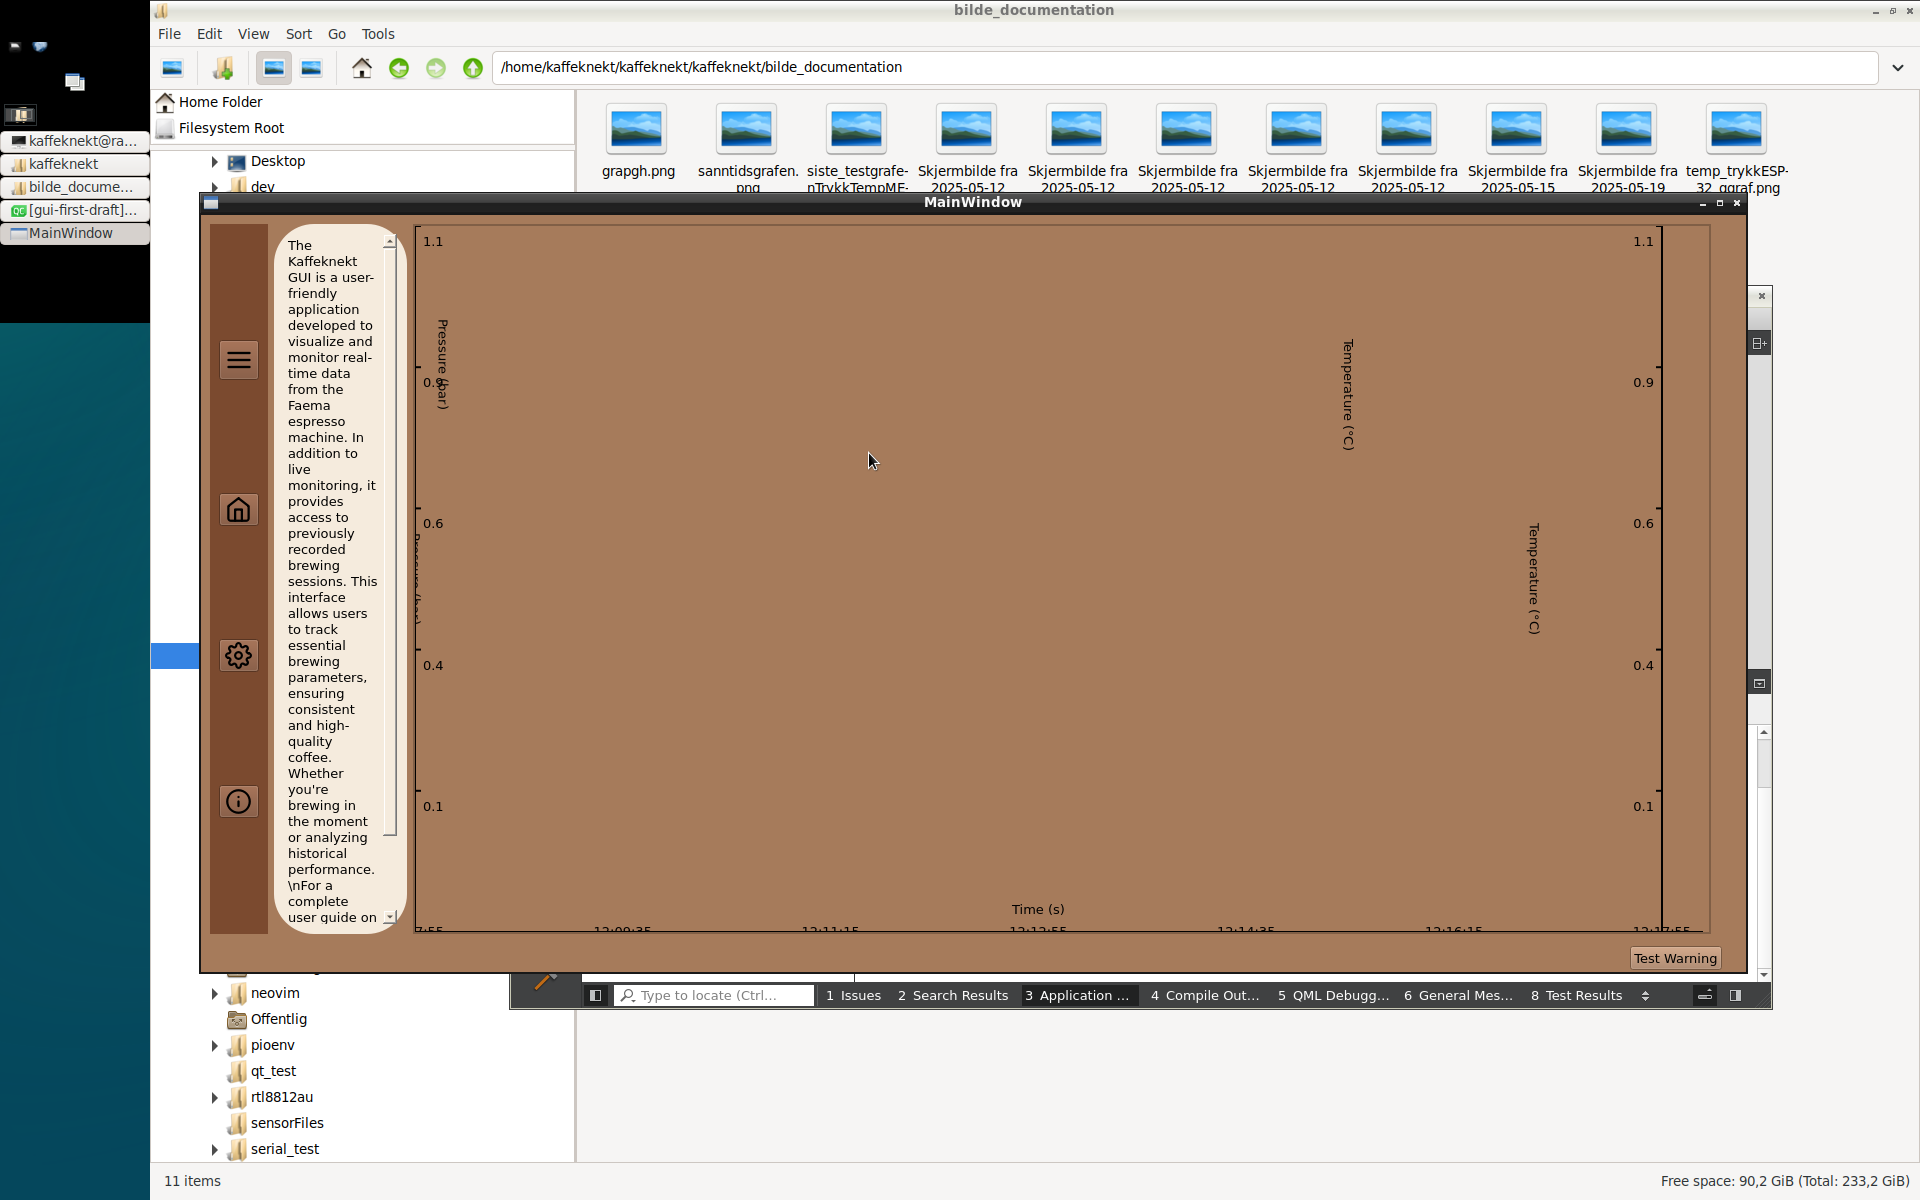 bilde_documentation
File Edit View Sort Go Tools
/home/kaffeknekt/kaffeknekt/kaffeknekt/bilde_documentation
Home Folder
Filesystem Root
Desktop
dev
kaffeknekt@ra...
kaffeknekt
bilde_docume...
[gui-first-draft]...
MainWindow
grapgh.png
sanntidsgrafen.
png
siste_testgrafe-
nTrykkTempMF-
Skjermbilde fra
2025-05-12
Skjermbilde fra
2025-05-12
Skjermbilde fra
2025-05-12
Skjermbilde fra
2025-05-12
Skjermbilde fra
2025-05-12
Skjermbilde fra
2025-05-15
Skjermbilde fra
2025-05-19
temp_trykkESP-
32_ggraf.png
MainWindow
The
Kaffeknekt
GUI is a user-
friendly
application
developed to
visualize and
monitor real-
time data
from the
Faema
espresso
machine. In
addition to
live
monitoring, it
provides
access to
previously
recorded
brewing
sessions. This
interface
allows users
to track
essential
brewing
parameters,
ensuring
consistent
and high-
quality
coffee.
Whether
you're
brewing in
the moment
or analyzing
historical
performance.
\nFor a
complete
user guide on
1.1
0.9
0.6
0.4
0.1
Pressure (bar)
Pressure (bar)
Temperature (°C)
Temperature (°C)
1.1
0.9
0.6
0.4
0.1
Time (s)
7:55 12:09:35 12:11:15 12:12:55 12:14:35 12:16:15 12:17:55
Test Warning
Type to locate (Ctrl... 1 Issues 2 Search Results 3 Application ... 4 Compile Out... 5 QML Debugg... 6 General Mes... 8 Test Results
neovim
Offentlig
pioenv
qt_test
rtl8812au
sensorFiles
serial_test
11 items
Free space: 90,2 GiB (Total: 233,2 GiB)